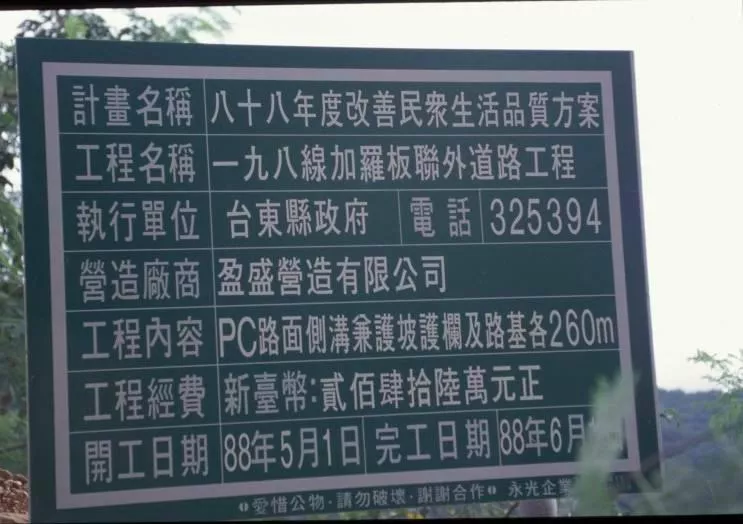 計畫名稱 八十八年度改善民衆生活品質方案
工程名稱 一九八線加羅板聯外道路工程
執行單位 台東縣政府 電話 325394
營造廠商 盈盛營造有限公司
工程內容 PC路面側溝兼護坡護欄及路基各260m
工程經費 新臺幣:貳佰肆拾陸萬元正
開工日期 88年5月1日 完工日期 88年6月
愛惜公物·請勿破壞·謝謝合作 永光企業